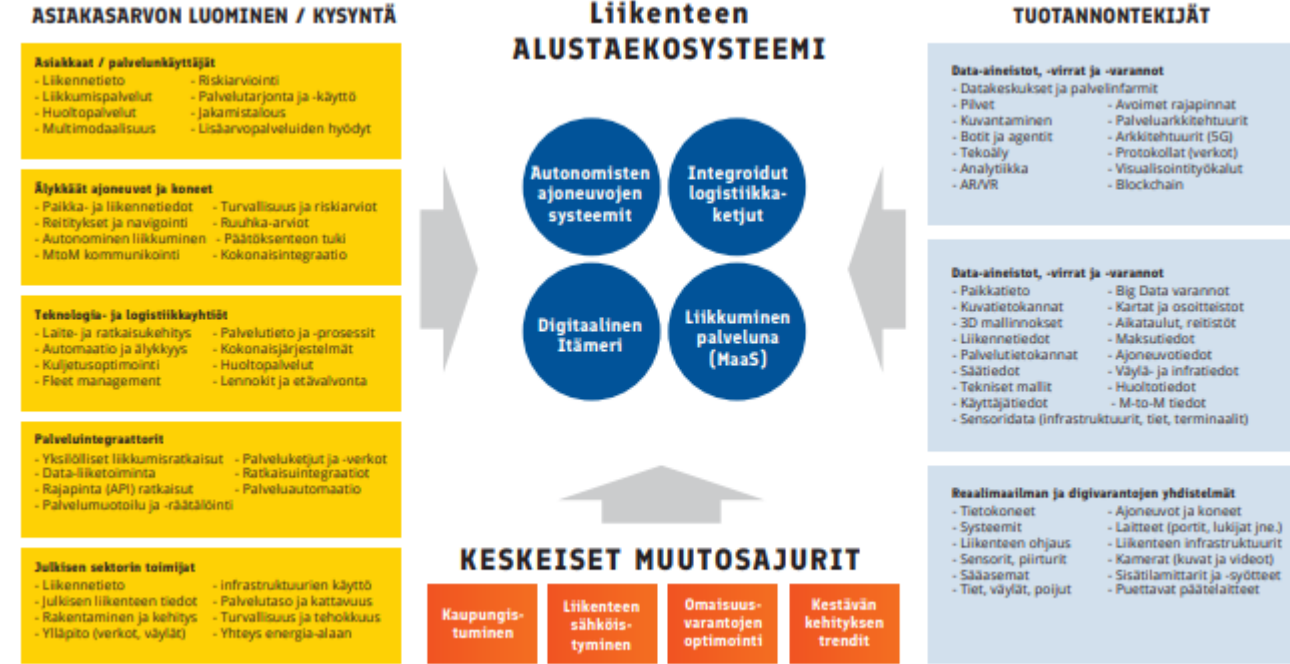 ASIAKASARVON LUOMINEN / KYSYNTÄ
Asiakkaat / palvelunkäyttäjät
- Liikennetieto - Riskiarviointi
- Liikkumispalvelut - Palvelutarjonta ja -käyttö
- Huoltopalvelut - Jakamistalous
- Multimodaalisuus - Lisäarvopalveluiden hyödyt
Älykkäät ajoneuvot ja koneet
- Paikka- ja liikennetiedot - Turvallisuus ja riskiarviot
- Reititykset ja navigointi - Ruuhka-arviot
- Autonominen liikkuminen - Päätöksenteon tuki
- MtoM kommunikointi - Kokonaisintegraatio
Teknologia- ja logistiikkayhtiöt
- Laite- ja ratkaisukehitys - Palvelutieto ja -prosessit
- Automaatio ja älykkyys - Kokonaisjärjestelmät
- Kuljetusoptimointi - Huoltopalvelut
- Fleet management - Lennokit ja etävalvonta
Palveluintegraattorit
- Yksilölliset liikkumisratkaisut - Palveluketjut ja -verkot
- Data-liiketoiminta - Ratkaisuintegraatiot
- Rajapinta (API) ratkaisut - Palveluautomaatio
- Palvelumuotoilu ja -räätälöinti
Julkisen sektorin toimijat
- Liikennetieto - infrastruktuurien käyttö
- Julkisen liikenteen tiedot - Palvelutaso ja kattavuus
- Rakentaminen ja kehitys - Turvallisuus ja tehokkuus
- Ylläpito (verkot, väylät) - Yhteys energia-alaan
Liikenteen
ALUSTAEKOSYSTEEMI
Autonomisten
ajoneuvojen
systeemit
Integroidut
logistiikka-
ketjut
Digitaalinen
Itämeri
Liikkuminen
palveluna
(MaaS)
KESKEISET MUUTOSAJURIT
Kaupungis-
tuminen
Liikenteen
sähköis-
tyminen
Omaisuus-
varantojen
optimointi
Kestävän
kehityksen
trendit
TUOTANNONTEKIJÄT
Data-aineistot, -virrat ja -varannot
- Datakeskukset ja palvelinfarmit
- Pilvet - Avoimet rajapinnat
- Kuvantaminen - Palveluarkkitehtuurit
- Botit ja agentit - Arkkitehtuurit (5G)
- Tekoäly - Protokollat (verkot)
- Analytiikka - Visualisointityökalut
- AR/VR - Blockchain
Data-aineistot, -virrat ja -varannot
- Paikkatieto - Big Data varannot
- Kuvatietokannat - Kartat ja osoitteistot
- 3D mallinnokset - Aikataulut, reitistöt
- Liikennetiedot - Maksutiedot
- Palvelutietokannat - Ajoneuvotiedot
- Säätiedot - Väylä- ja infratiedot
- Tekniset mallit - Huoltotiedot
- Käyttäjätiedot - M-to-M tiedot
- Sensoridata (infrastruktuurit, tiet, terminaalit)
Reaalimaailman ja digivarantojen yhdistelmät
- Tietokoneet - Ajoneuvot ja koneet
- Systeemit - Laitteet (portit, lukijat jne.)
- Liikenteen ohjaus - Liikenteen infrastruktuurit
- Sensorit, piirturit - Kamerat (kuvat ja videot)
- Sääasemat - Sisätilamittarit ja -syötteet
- Tiet, väylät, poijut - Puettavat päätelaitteet